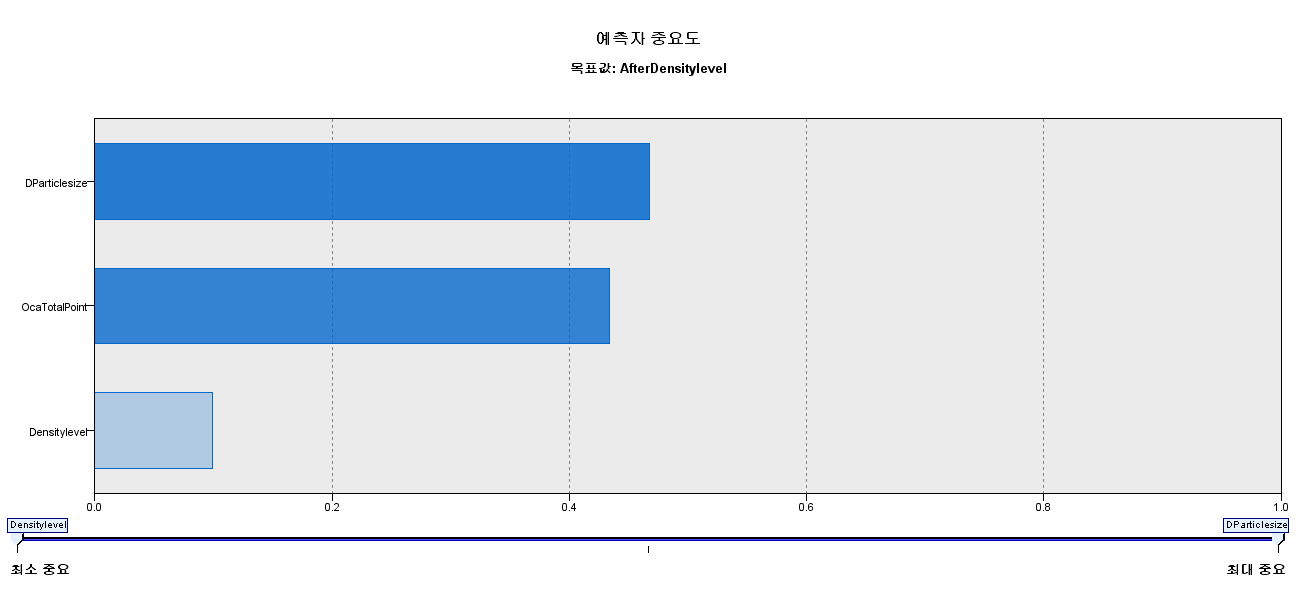 예측자 중요도
목표값: AfterDensitylevel
DParticlesize
OcaTotalPoint
Densitylevel
0.0 0.2 0.4 0.6 0.8 1.0
Densitylevel DParticlesize
최소 중요 최대 중요